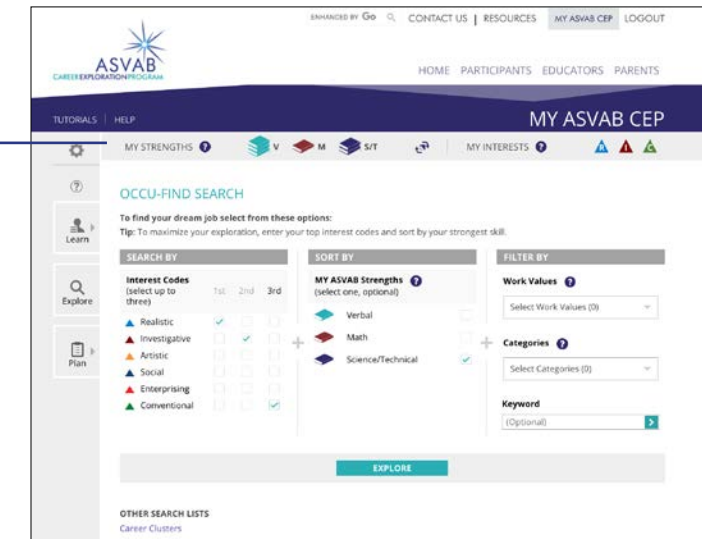 ENHANCED BY Go
CONTACT US | RESOURCES MY ASVAB CEP LOGOUT
ASVAB
CAREER EXPLORATION PROGRAM
HOME PARTICIPANTS EDUCATORS PARENTS
TUTORIALS | HELP
MY ASVAB CEP
MY STRENGTHS ? V M S/T MY INTERESTS ? R I C
?
Learn
Explore
Plan
OCCU-FIND SEARCH
To find your dream job select from these options:
Tip: To maximize your exploration, enter your top interest codes and sort by your strongest skill.
SEARCH BY
Interest Codes
(select up to
three)
1st 2nd 3rd
Realistic
Investigative
Artistic
Social
Enterprising
Conventional
+
SORT BY
MY ASVAB Strengths ?
(select one, optional)
Verbal
Math
Science/Technical
+
FILTER BY
Work Values ?
Select Work Values (0)
Categories ?
Select Categories (0)
Keyword
(Optional)
EXPLORE
OTHER SEARCH LISTS
Career Clusters